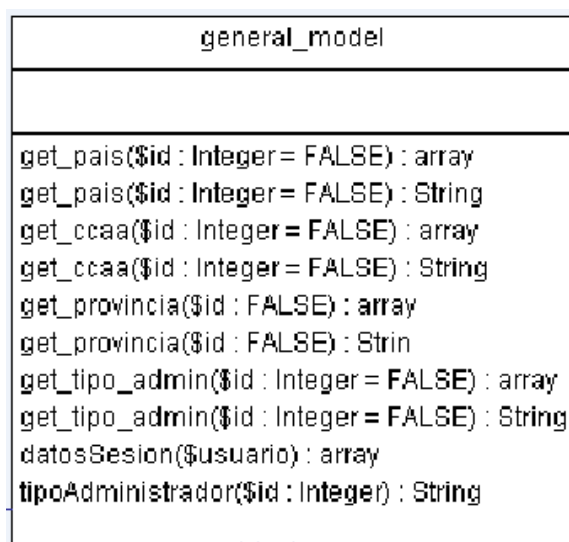 general_model
get_pais($id : Integer = FALSE) : array
get_pais($id : Integer = FALSE) : String
get_ccaa($id : Integer = FALSE) : array
get_ccaa($id : Integer = FALSE) : String
get_provincia($id : FALSE) : array
get_provincia($id : FALSE) : Strin
get_tipo_admin($id : Integer = FALSE) : array
get_tipo_admin($id : Integer = FALSE) : String
datosSesion($usuario) : array
tipoAdministrador($id : Integer) : String